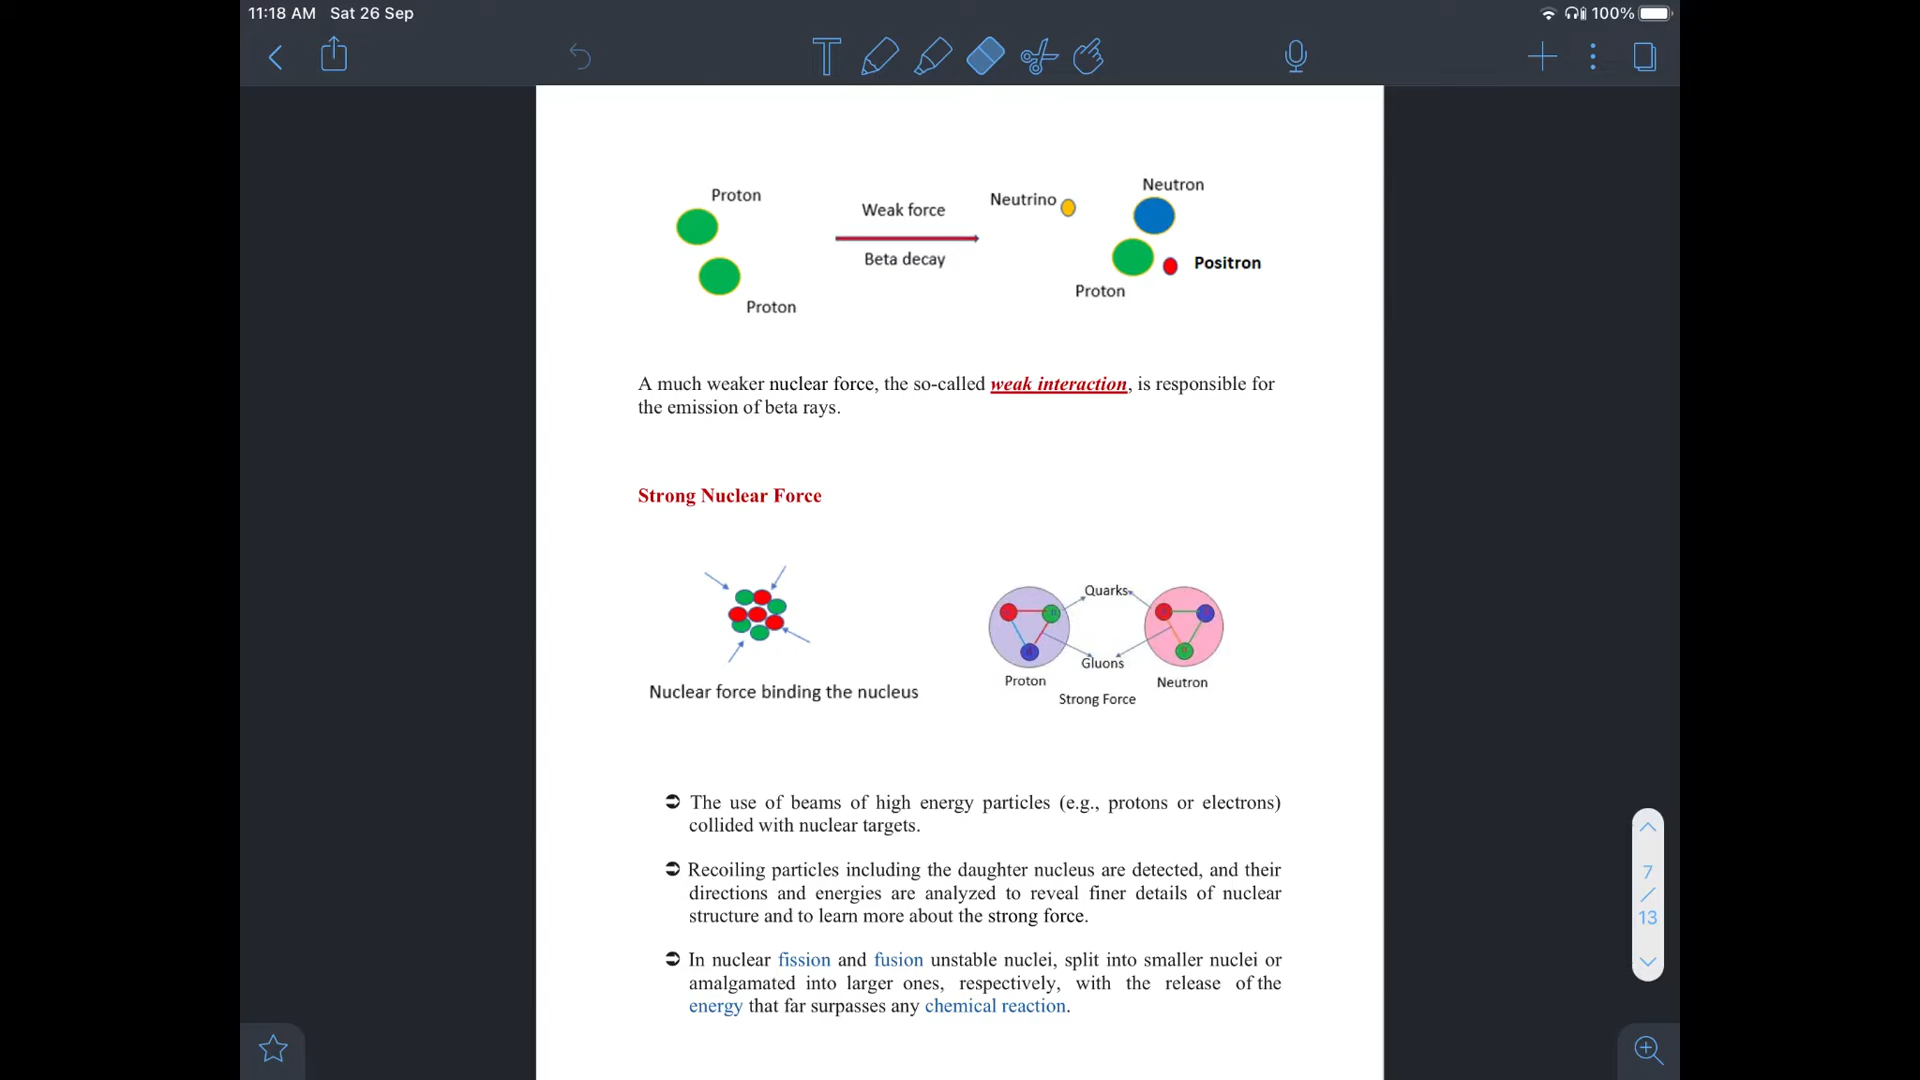 11:18 AM Sat 26 Sep
100%
Proton
Proton
Weak force
Beta decay
Neutrino
Neutron
Proton
Positron
A much weaker nuclear force, the so-called weak interaction, is responsible for
the emission of beta rays.
Strong Nuclear Force
Nuclear force binding the nucleus
Quarks
Gluons
Proton
Neutron
Strong Force
➲ The use of beams of high energy particles (e.g., protons or electrons)
collided with nuclear targets.
➲ Recoiling particles including the daughter nucleus are detected, and their
directions and energies are analyzed to reveal finer details of nuclear
structure and to learn more about the strong force.
➲ In nuclear fission and fusion unstable nuclei, split into smaller nuclei or
amalgamated into larger ones, respectively, with the release of the
energy that far surpasses any chemical reaction.
7
/
13